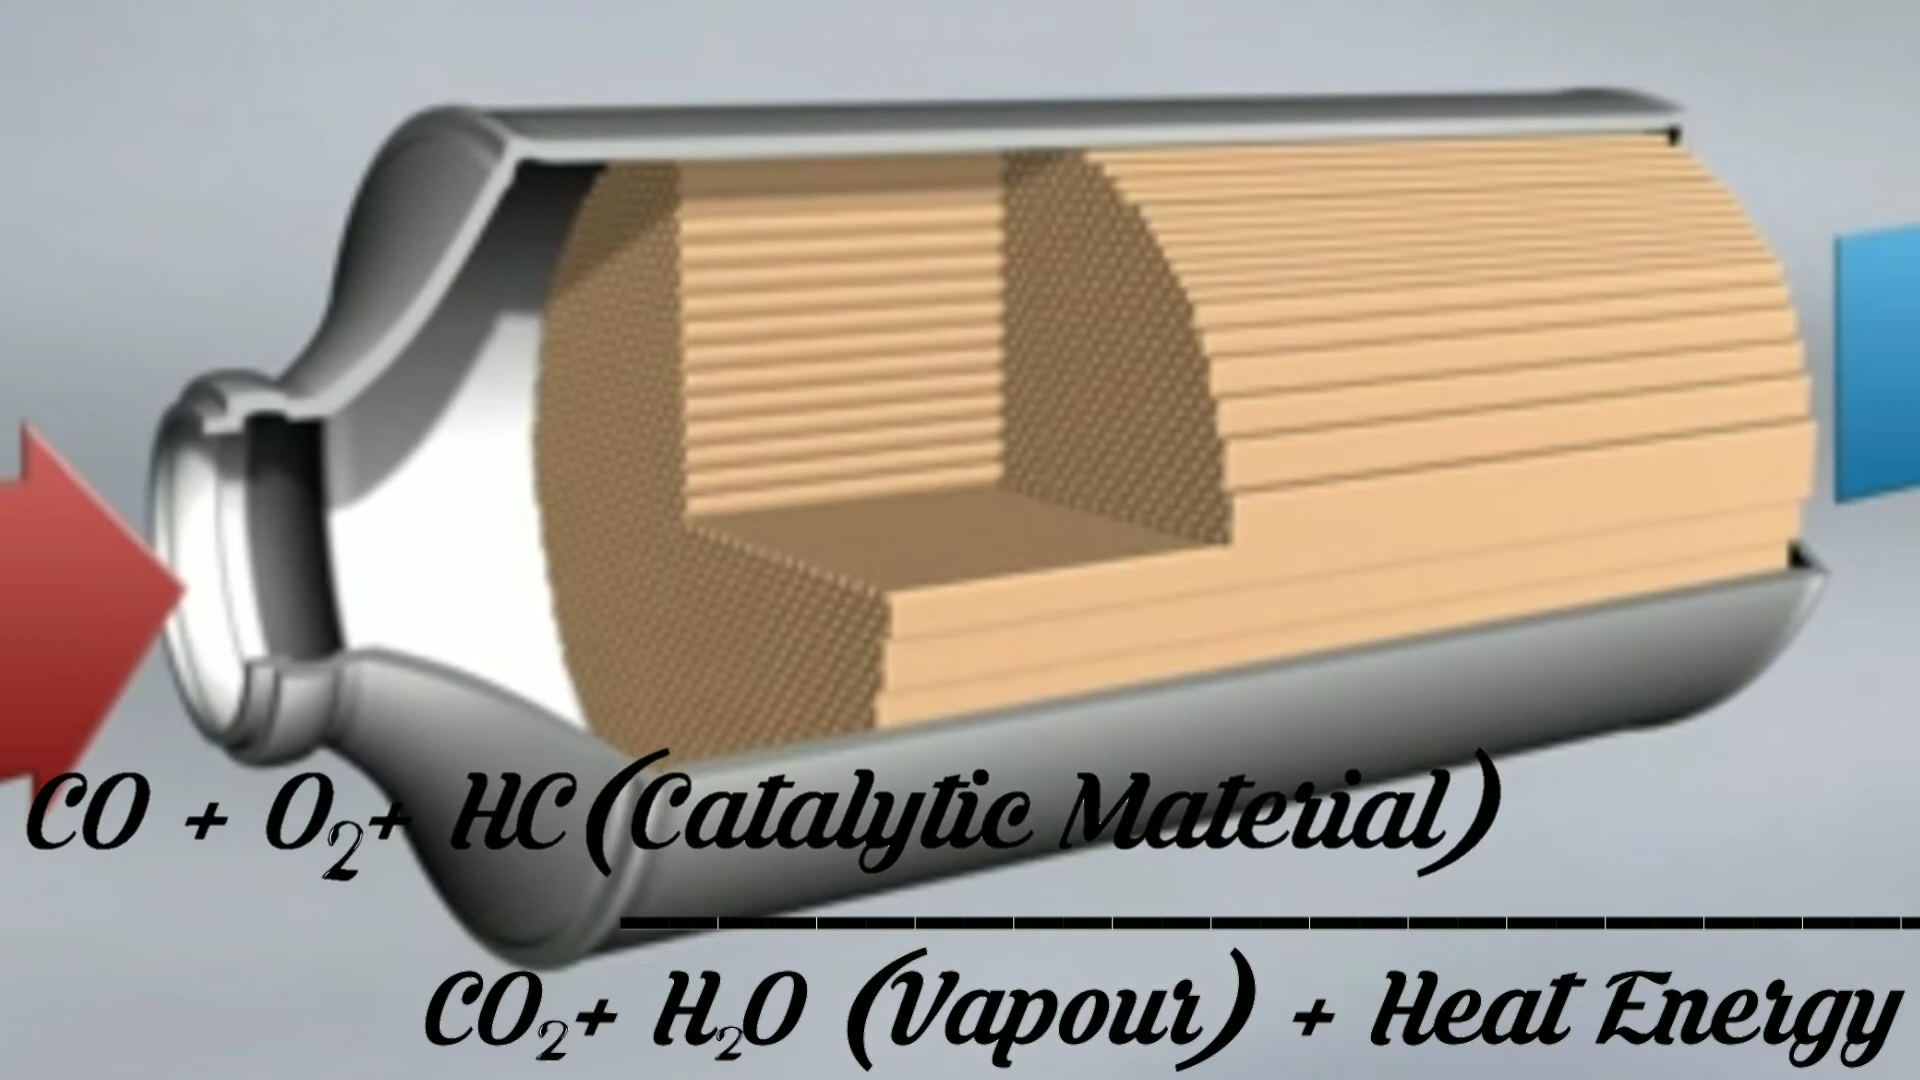 CO + O₂+ HC(Catalytic Material)
CO₂+ H₂O (Vapour) + Heat Energy